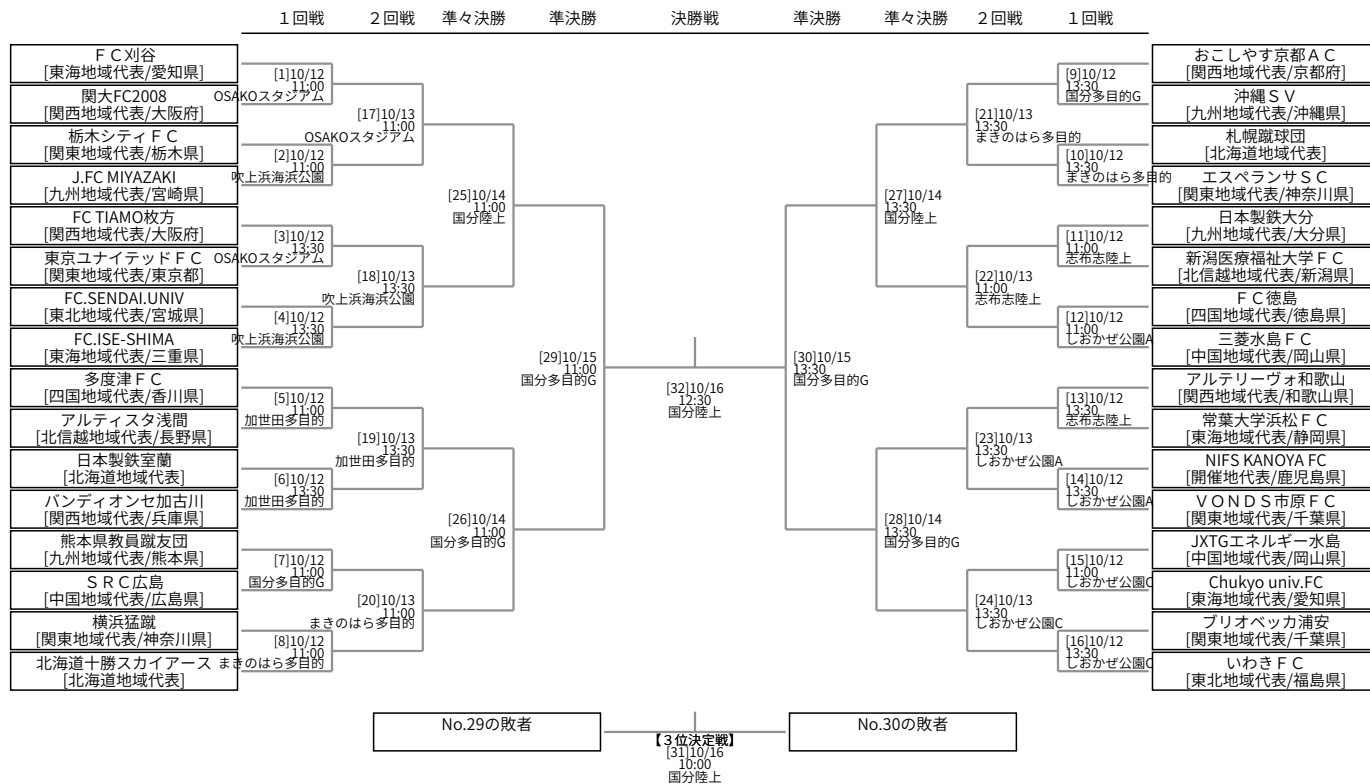 １回戦
２回戦
準々決勝
準決勝
決勝戦
準決勝
準々決勝
２回戦
１回戦
ＦＣ刈谷
[東海地域代表/愛知県]
関大FC2008
[関西地域代表/大阪府]
栃木シティＦＣ
[関東地域代表/栃木県]
J.FC MIYAZAKI
[九州地域代表/宮崎県]
FC TIAMO枚方
[関西地域代表/大阪府]
東京ユナイテッドＦＣ
[関東地域代表/東京都]
FC.SENDAI.UNIV
[東北地域代表/宮城県]
FC.ISE-SHIMA
[東海地域代表/三重県]
多度津ＦＣ
[四国地域代表/香川県]
アルティスタ浅間
[北信越地域代表/長野県]
日本製鉄室蘭
[北海道地域代表]
バンディオンセ加古川
[関西地域代表/兵庫県]
熊本県教員蹴友団
[九州地域代表/熊本県]
ＳＲＣ広島
[中国地域代表/広島県]
横浜猛蹴
[関東地域代表/神奈川県]
北海道十勝スカイアース
[北海道地域代表]
[1]10/12
11:00
OSAKOスタジアム
[2]10/12
11:00
吹上浜海浜公園
[3]10/12
13:30
OSAKOスタジアム
[4]10/12
13:30
吹上浜海浜公園
[5]10/12
11:00
加世田多目的
[6]10/12
13:30
加世田多目的
[7]10/12
11:00
国分多目的G
[8]10/12
11:00
まきのはら多目的
[17]10/13
11:00
OSAKOスタジアム
[18]10/13
13:30
吹上浜海浜公園
[19]10/13
13:30
加世田多目的
[20]10/13
11:00
まきのはら多目的
[25]10/14
11:00
国分陸上
[26]10/14
11:00
国分多目的G
[29]10/15
11:00
国分多目的G
[32]10/16
12:30
国分陸上
[30]10/15
13:30
国分多目的G
[27]10/14
13:30
国分陸上
[28]10/14
13:30
国分多目的G
[21]10/13
13:30
まきのはら多目的
[22]10/13
11:00
志布志陸上
[23]10/13
13:30
しおかぜ公園A
[24]10/13
13:30
しおかぜ公園C
[9]10/12
13:30
国分多目的G
[10]10/12
13:30
まきのはら多目的
[11]10/12
11:00
志布志陸上
[12]10/12
11:00
しおかぜ公園A
[13]10/12
13:30
志布志陸上
[14]10/12
13:30
しおかぜ公園A
[15]10/12
11:00
しおかぜ公園C
[16]10/12
13:30
しおかぜ公園C
おこしやす京都ＡＣ
[関西地域代表/京都府]
沖縄ＳＶ
[九州地域代表/沖縄県]
札幌蹴球団
[北海道地域代表]
エスペランサＳＣ
[関東地域代表/神奈川県]
日本製鉄大分
[九州地域代表/大分県]
新潟医療福祉大学ＦＣ
[北信越地域代表/新潟県]
ＦＣ徳島
[四国地域代表/徳島県]
三菱水島ＦＣ
[中国地域代表/岡山県]
アルテリーヴォ和歌山
[関西地域代表/和歌山県]
常葉大学浜松ＦＣ
[東海地域代表/静岡県]
NIFS KANOYA FC
[開催地代表/鹿児島県]
ＶＯＮＤＳ市原ＦＣ
[関東地域代表/千葉県]
JXTGエネルギー水島
[中国地域代表/岡山県]
Chukyo univ.FC
[東海地域代表/愛知県]
ブリオベッカ浦安
[関東地域代表/千葉県]
いわきＦＣ
[東北地域代表/福島県]
No.29の敗者
【３位決定戦】
[31]10/16
10:00
国分陸上
No.30の敗者